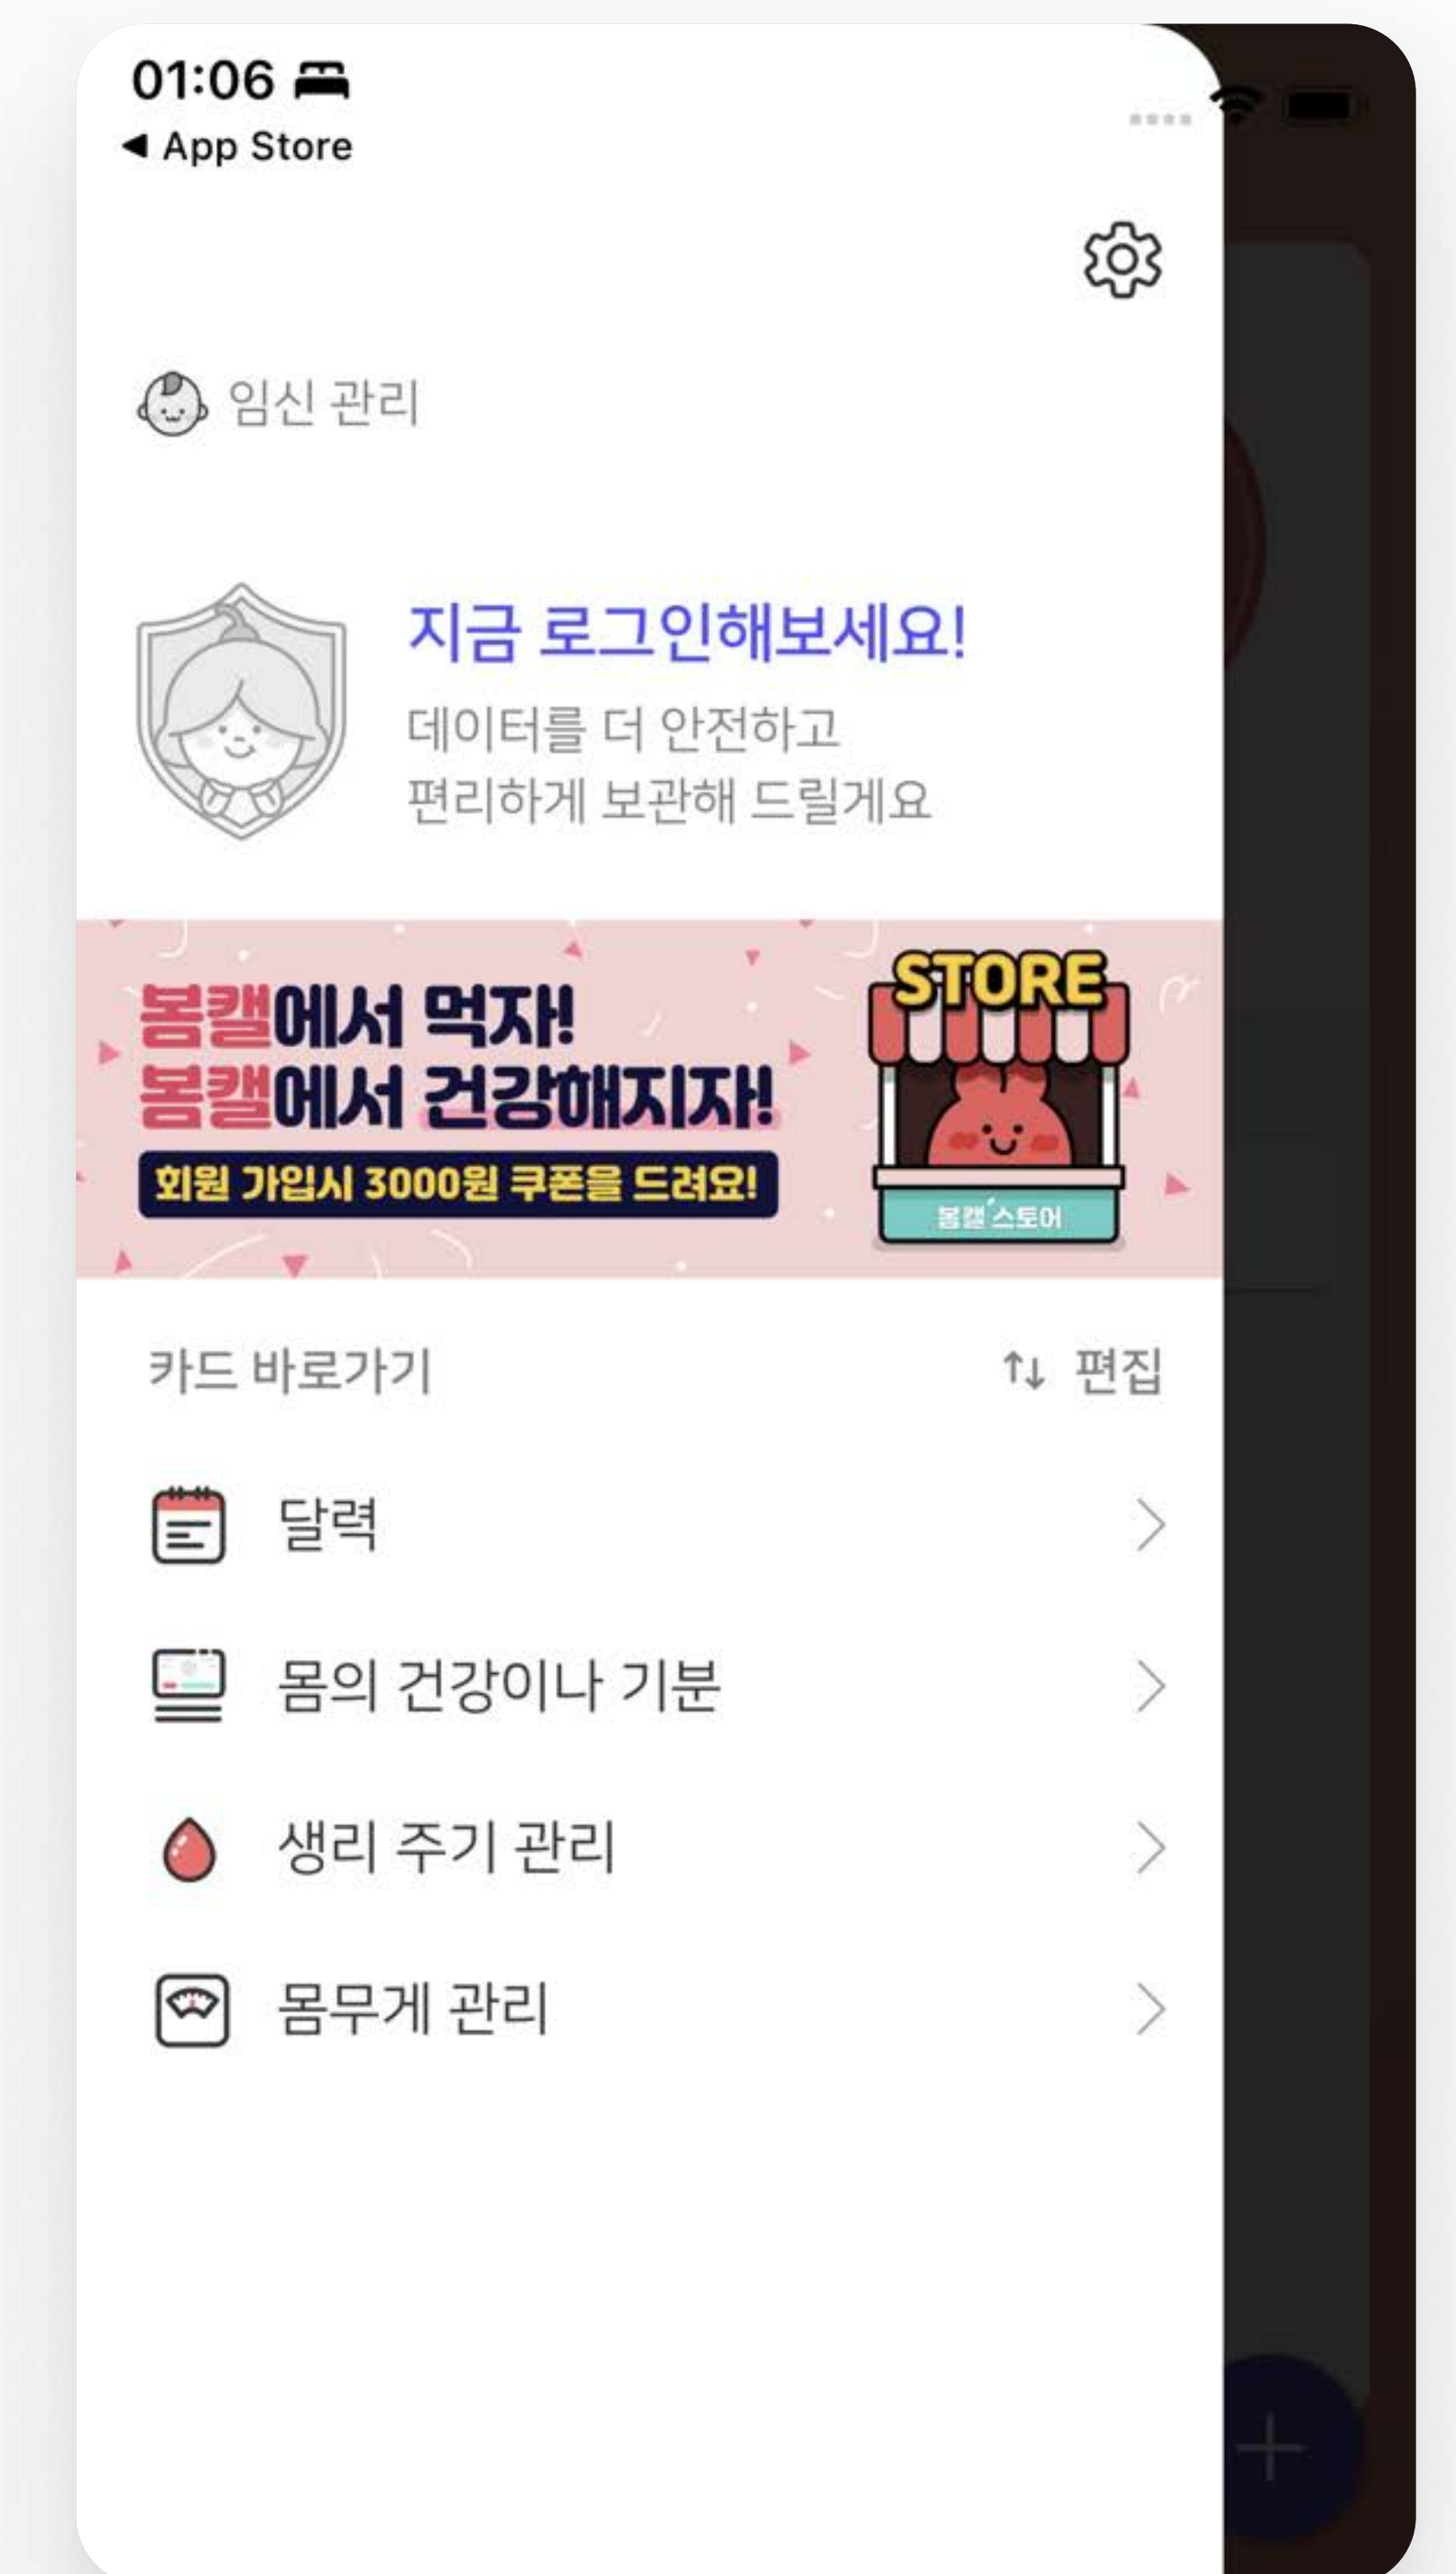 01:06
◀ App Store
임신 관리
지금 로그인해보세요!
데이터를 더 안전하고
편리하게 보관해 드릴게요
봄캘에서 먹자!
봄캘에서 건강해지자!
회원 가입시 3000원 쿠폰을 드려요!
STORE
봄캘 스토어
카드 바로가기
편집
달력
몸의 건강이나 기분
생리 주기 관리
몸무게 관리